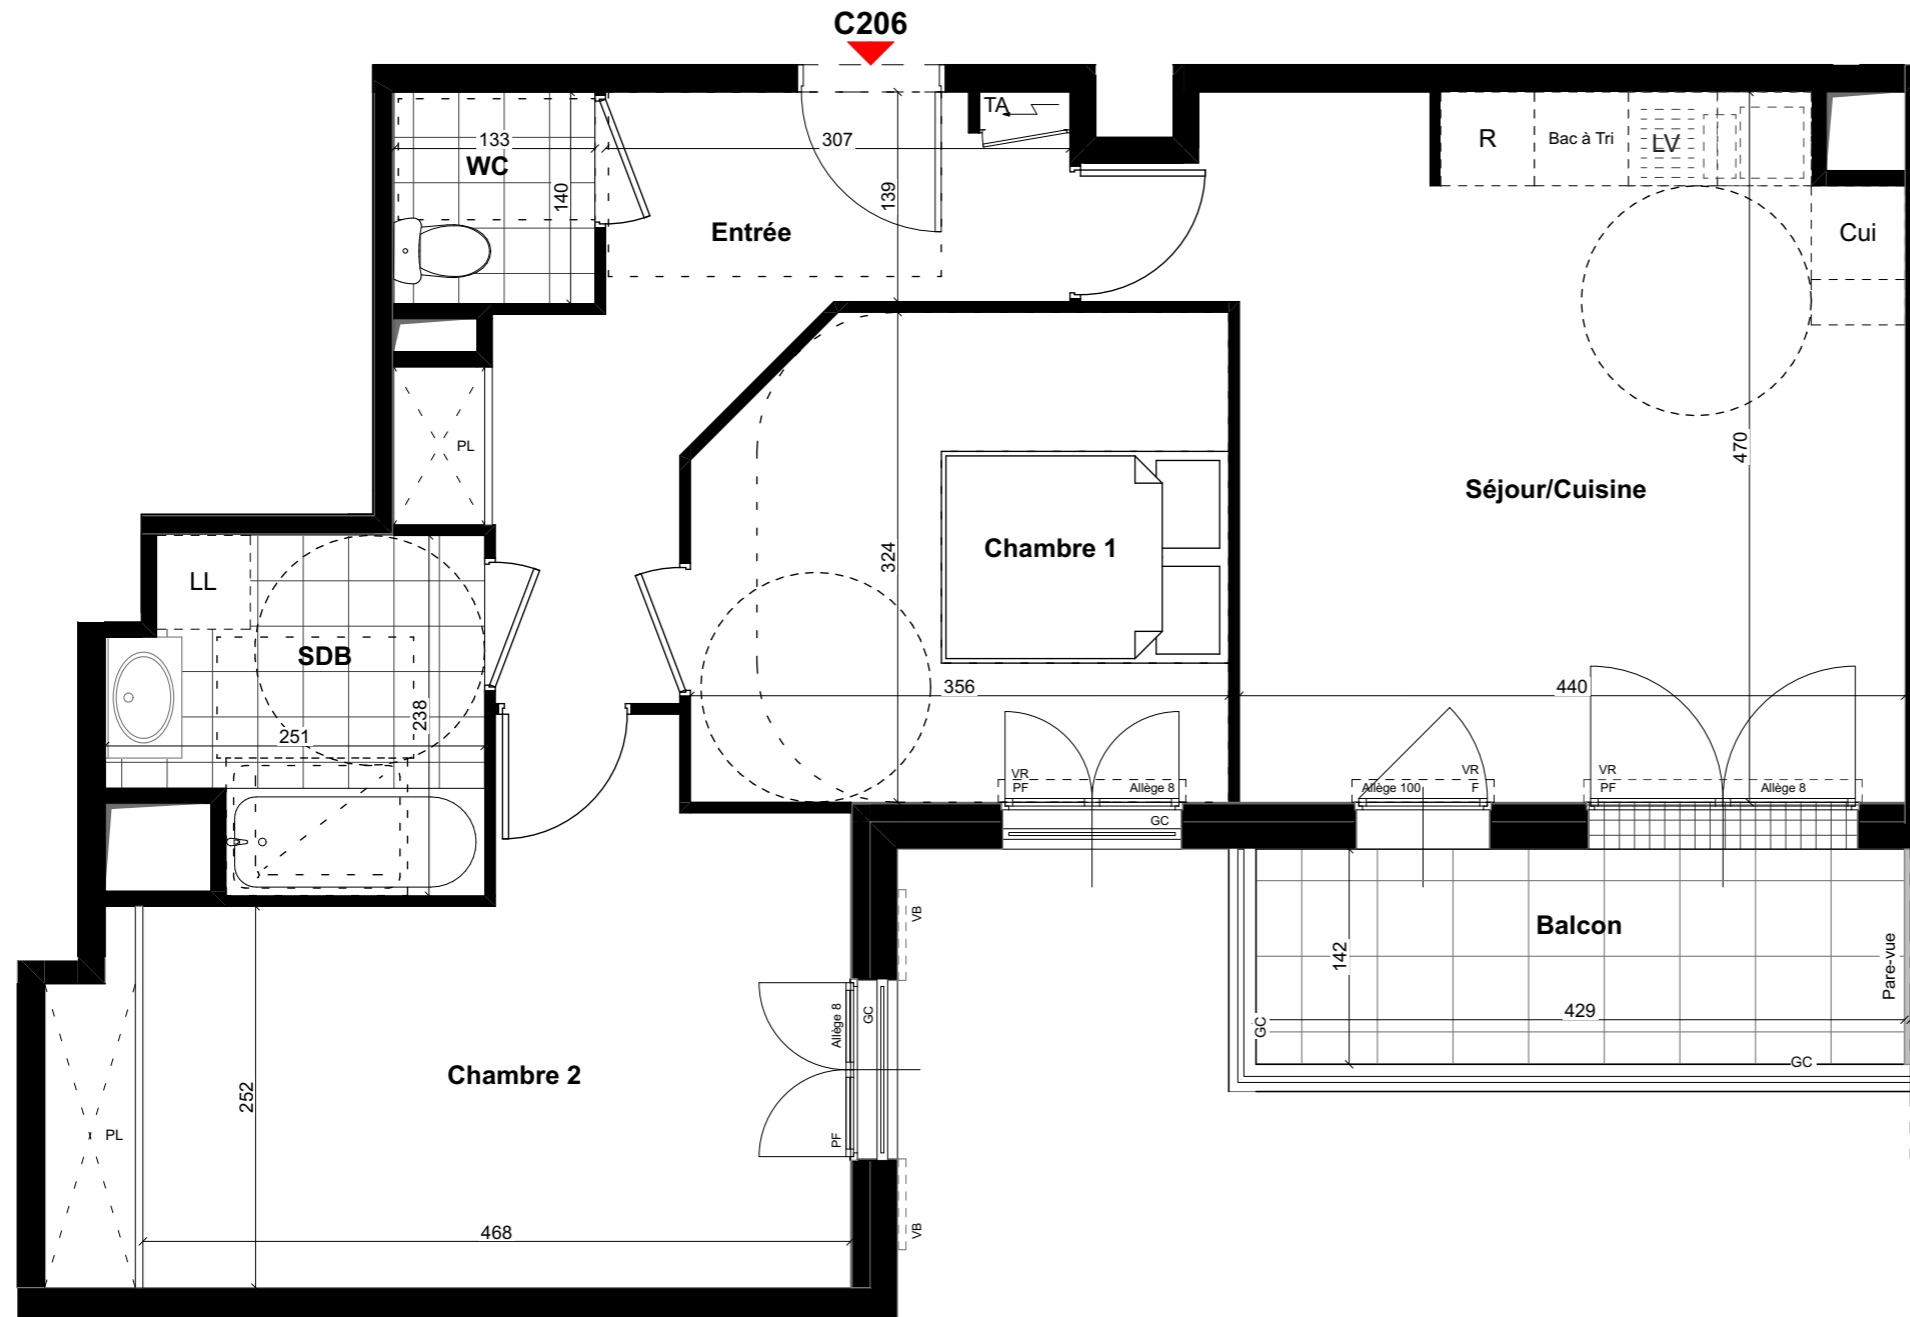 C206
TA
133
307
WC
140
139
R
Bac à Tri
LV
Entrée
Cui
PL
470
Séjour/Cuisine
324
Chambre 1
LL
SDB
238
251
356
440
VR
PF
Allège 8
GC
Allège 100
VR
F
VR
PF
Allège 8
VB
Balcon
142
Pare-vue
429
GC
GC
Allège 8
GC
Chambre 2
252
PL
PF
468
VB